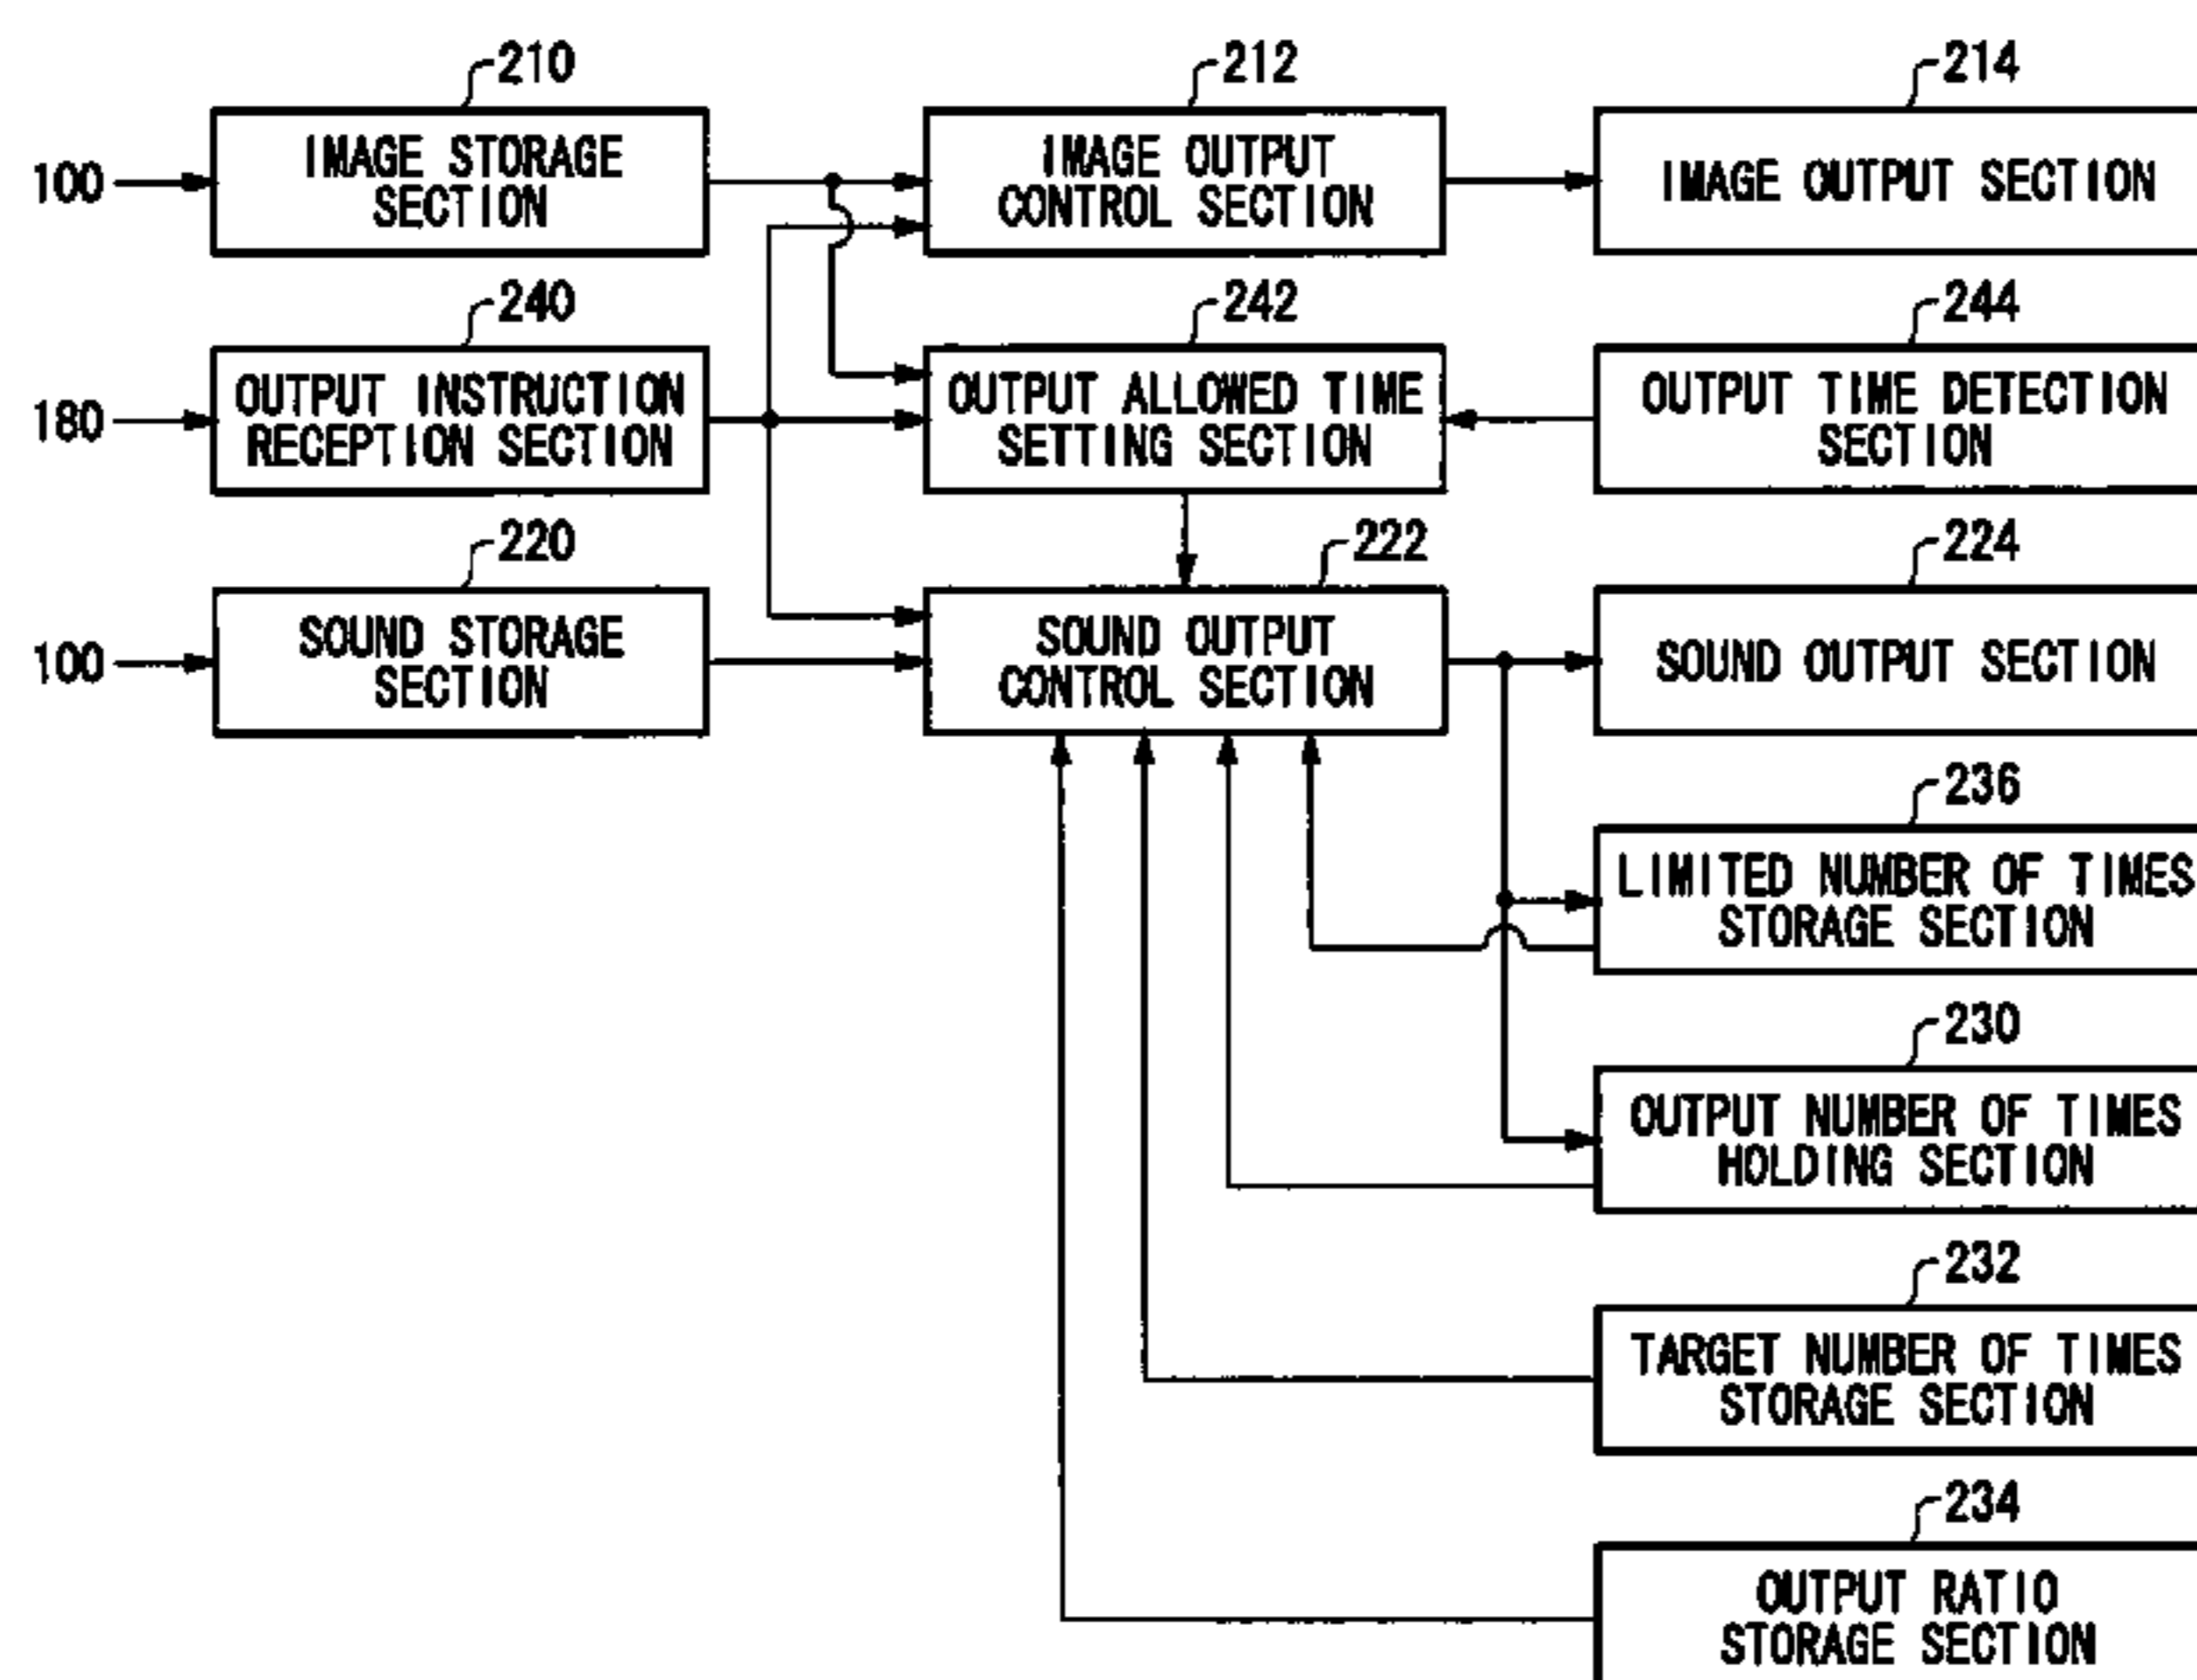 210
212
214
100
IMAGE STORAGE
SECTION
IMAGE OUTPUT
CONTROL SECTION
IMAGE OUTPUT SECTION
240
242
244
180
OUTPUT INSTRUCTION
RECEPTION SECTION
OUTPUT ALLOWED TIME
SETTING SECTION
OUTPUT TIME DETECTION
SECTION
220
222
224
100
SOUND STORAGE
SECTION
SOUND OUTPUT
CONTROL SECTION
SOUND OUTPUT SECTION
236
LIMITED NUMBER OF TIMES
STORAGE SECTION
230
OUTPUT NUMBER OF TIMES
HOLDING SECTION
232
TARGET NUMBER OF TIMES
STORAGE SECTION
234
OUTPUT RATIO
STORAGE SECTION